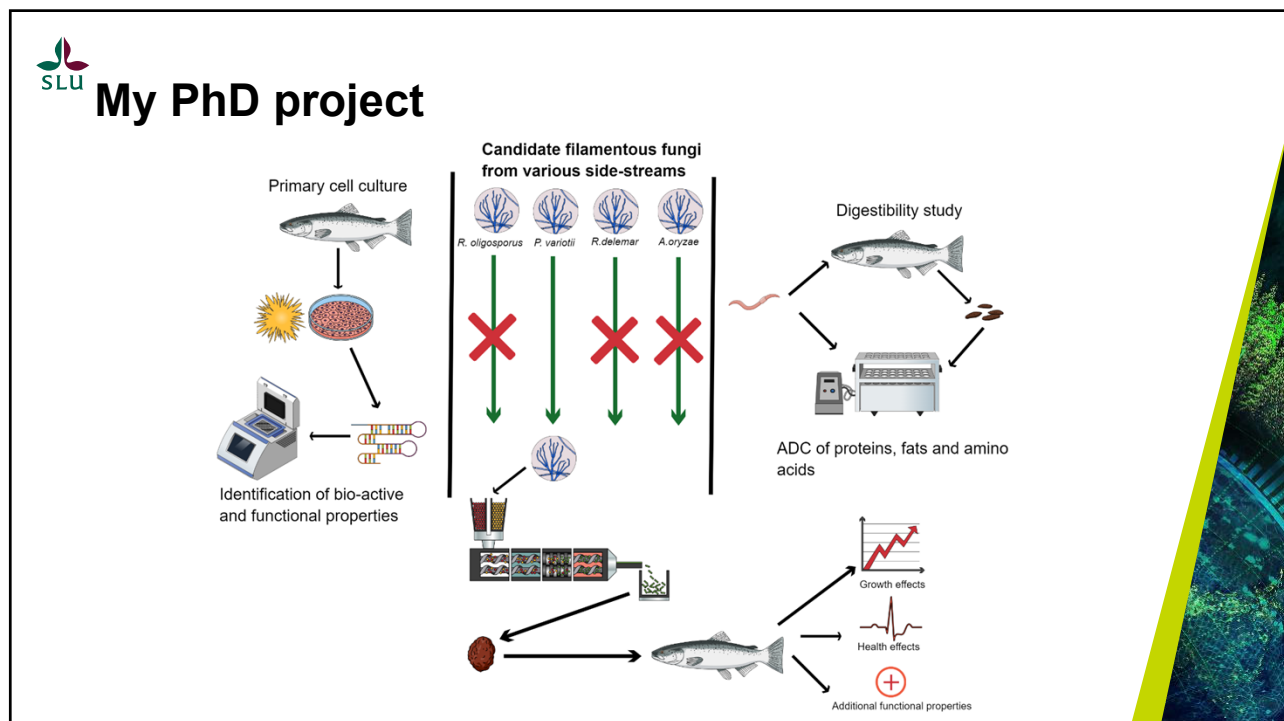 SLU
My PhD project
Primary cell culture
Identification of bio-active
and functional properties
Candidate filamentous fungi
from various side-streams
R. oligosporus
P. variotii
R.delemar
A.oryzae
Digestibility study
ADC of proteins, fats and amino
acids
Growth effects
Health effects
Additional functional properties